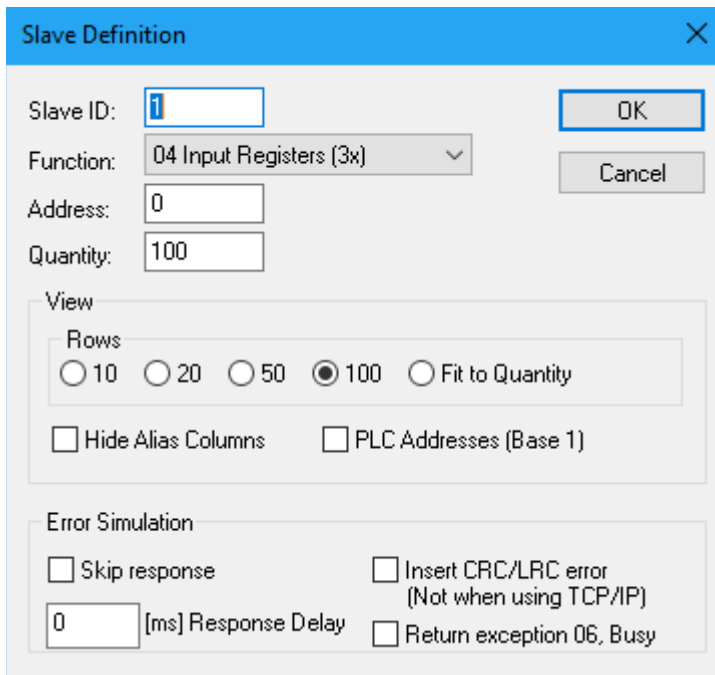 Slave Definition
Slave ID: 1
OK
Function: 04 Input Registers (3x)
Cancel
Address: 0
Quantity: 100
View
Rows
10 20 50 100 Fit to Quantity
Hide Alias Columns PLC Addresses (Base 1)
Error Simulation
Skip response Insert CRC/LRC error
(Not when using TCP/IP)
0 [ms] Response Delay
Return exception 06, Busy